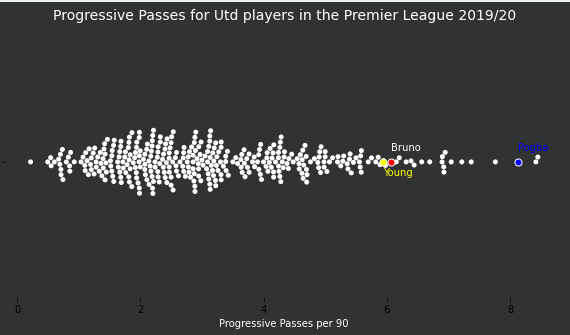 Progressive Passes for Utd players in the Premier League 2019/20
Bruno
Pogba
Young
0 2 4 6 8
Progressive Passes per 90